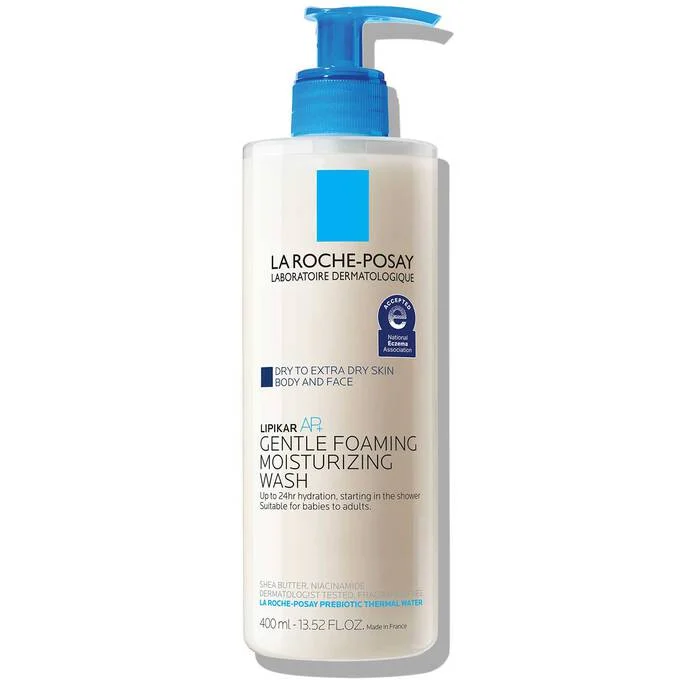 LA ROCHE-POSAY
LABORATOIRE DERMATOLOGIQUE
ACCEPTED
e
National
Eczema
Association
DRY TO EXTRA DRY SKIN
BODY AND FACE
LIPIKAR AP+
GENTLE FOAMING
MOISTURIZING
WASH
Up to 24hr hydration, starting in the shower
Suitable for babies to adults.
SHEA BUTTER, NIACINAMIDE
DERMATOLOGIST TESTED,
LA ROCHE-POSAY PREBIOTIC THERMAL WATER
400 ml - 13.52 FL.OZ. Made in France